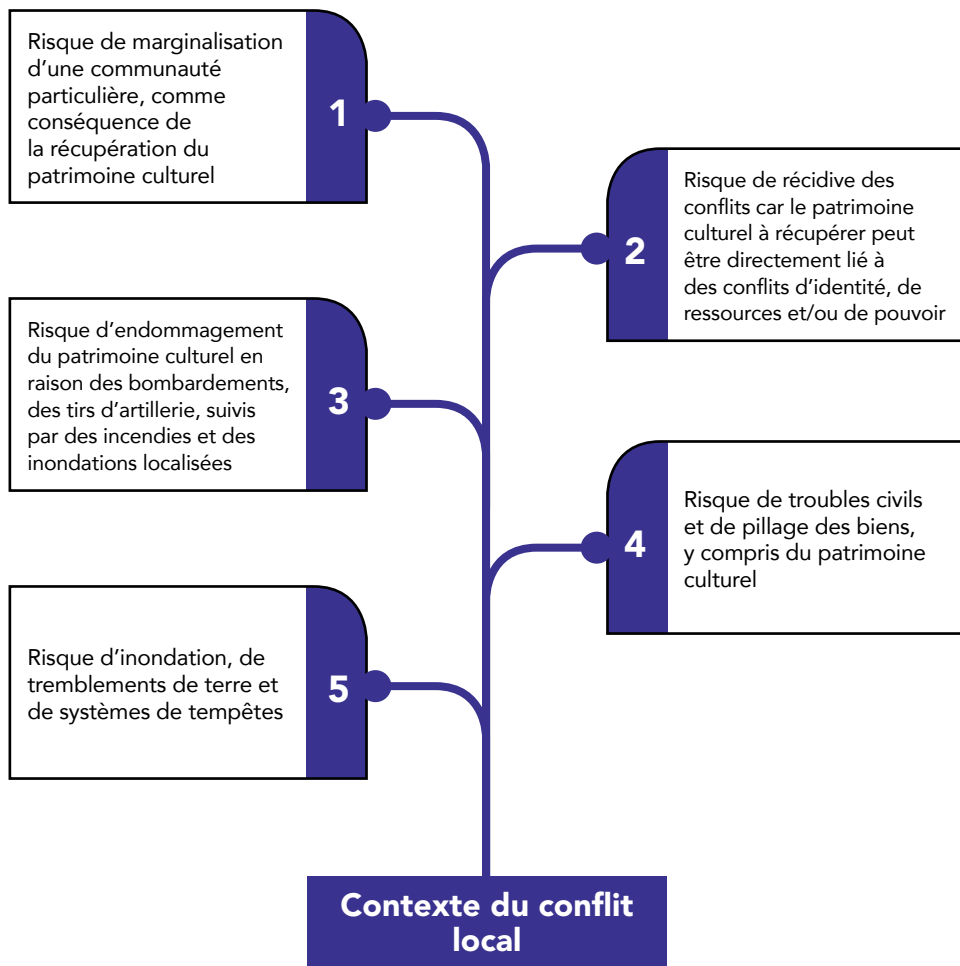 Risque de marginalisation
d’une communauté
particulière, comme
conséquence de
la récupération du
patrimoine culturel
1
Risque de récidive des
conflits car le patrimoine
culturel à récupérer peut
être directement lié à
des conflits d’identité, de
ressources et/ou de pouvoir
2
Risque d’endommagement
du patrimoine culturel en
raison des bombardements,
des tirs d’artillerie, suivis
par des incendies et des
inondations localisées
3
Risque de troubles civils
et de pillage des biens,
y compris du patrimoine
culturel
4
Risque d’inondation, de
tremblements de terre et
de systèmes de tempêtes
5
Contexte du conflit
local